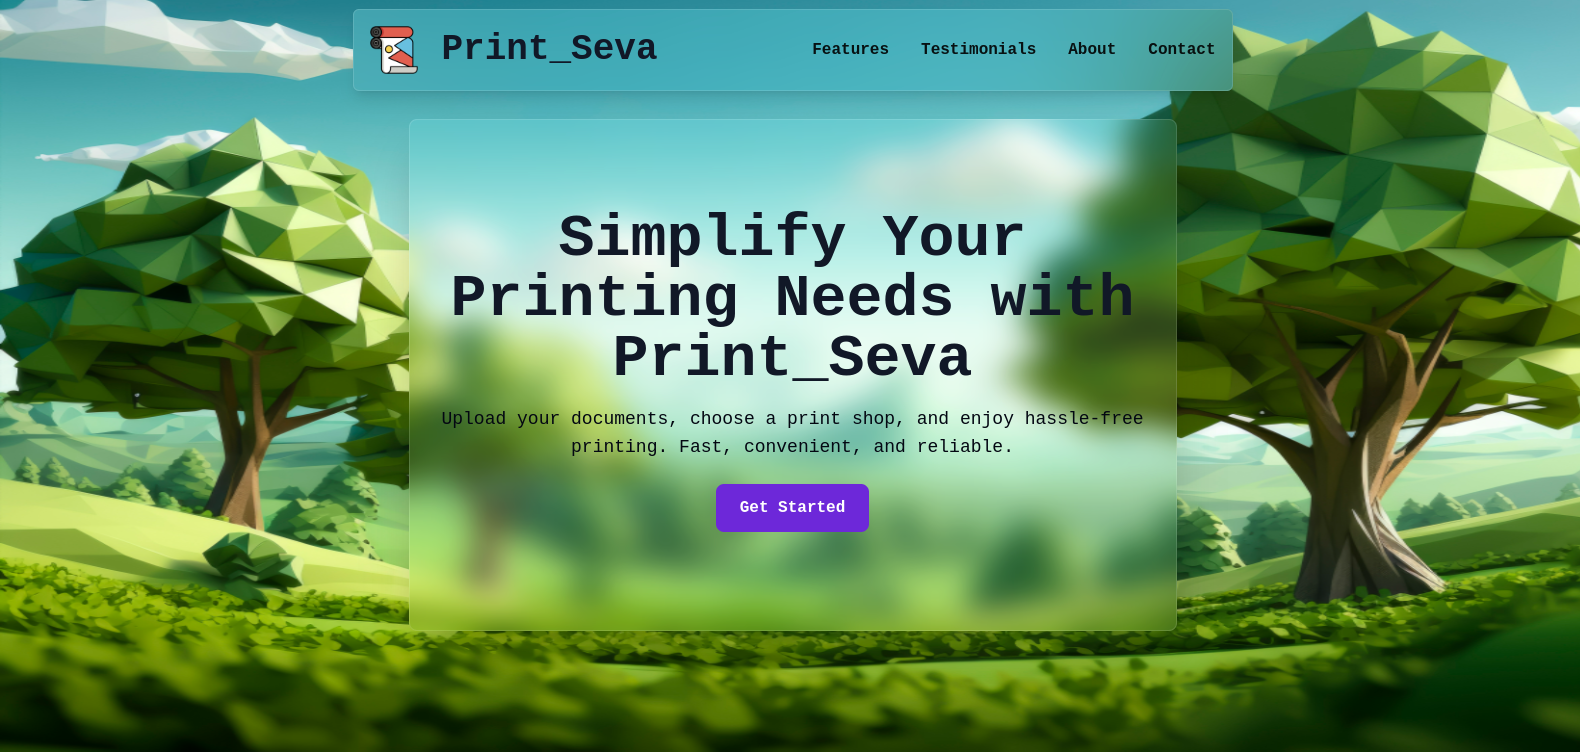 Print_Seva
Features Testimonials About Contact
Simplify Your
Printing Needs with
Print_Seva
Upload your documents, choose a print shop, and enjoy hassle-free
printing. Fast, convenient, and reliable.
Get Started